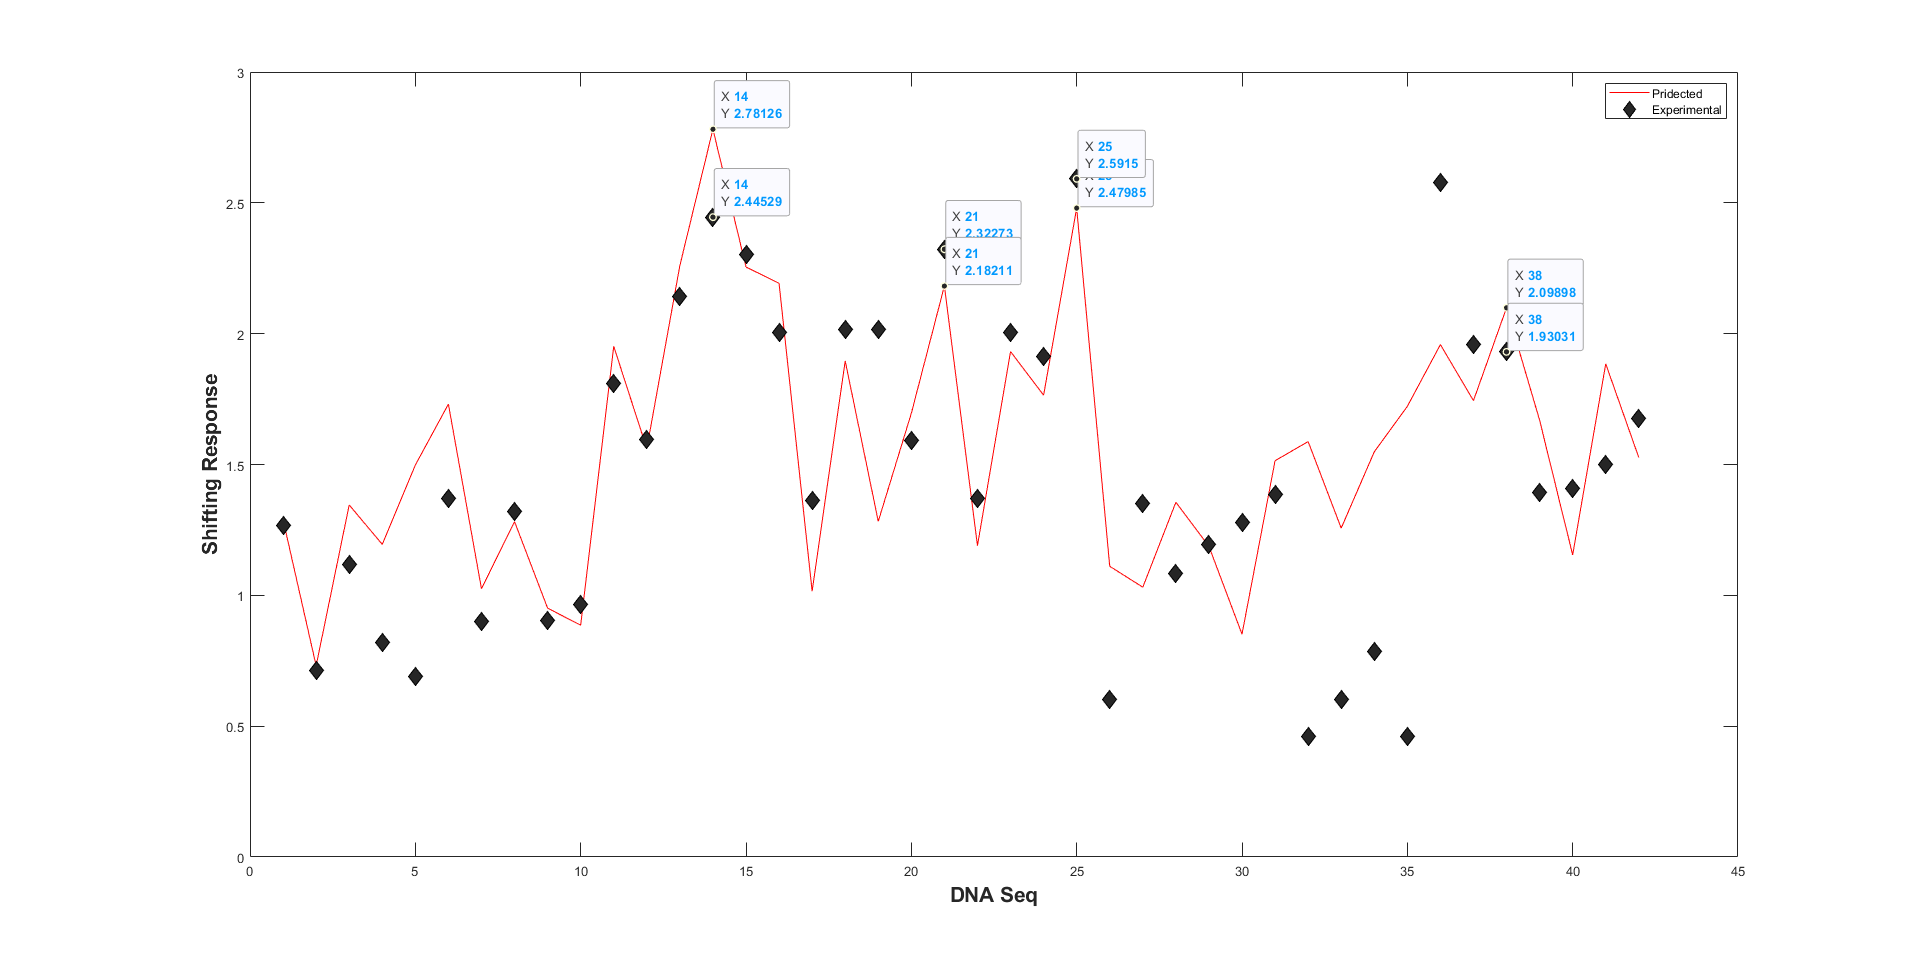 3
X 14
Y 2.78126
X 14
Y 2.44529
X 25
Y 2.5915
Y 2.47985
X 21
Y 2.32273
X 21
Y 2.18211
X 38
Y 2.09898
X 38
Y 1.93031
Pridected
Experimental
2.5
2
1.5
1
0.5
0
Shifting Response
0 5 10 15 20 25 30 35 40 45
DNA Seq